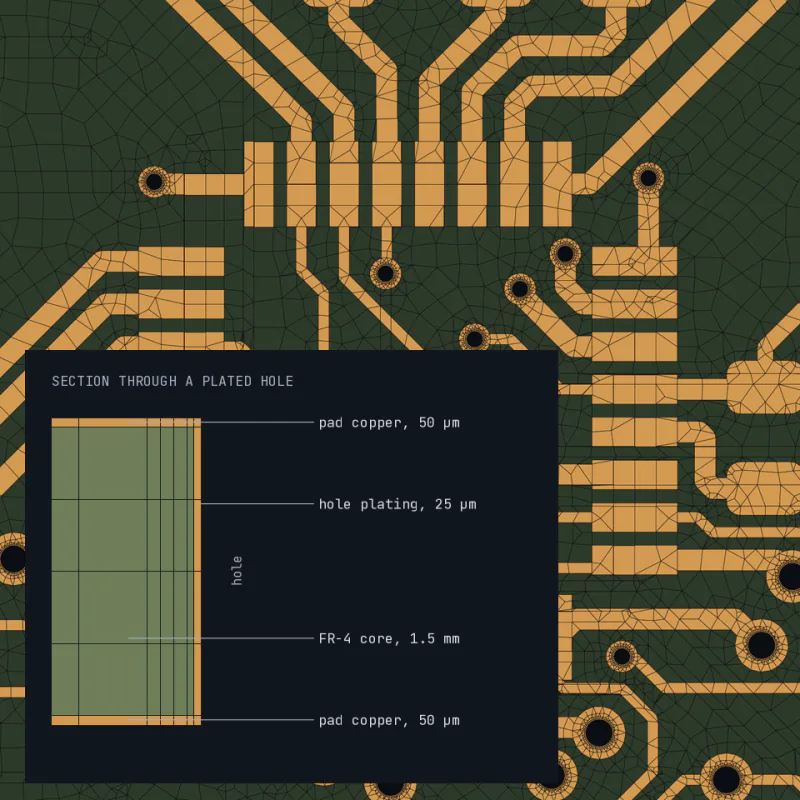 SECTION THROUGH A PLATED HOLE
pad copper, 50 µm
hole plating, 25 µm
hole
FR-4 core, 1.5 mm
pad copper, 50 µm